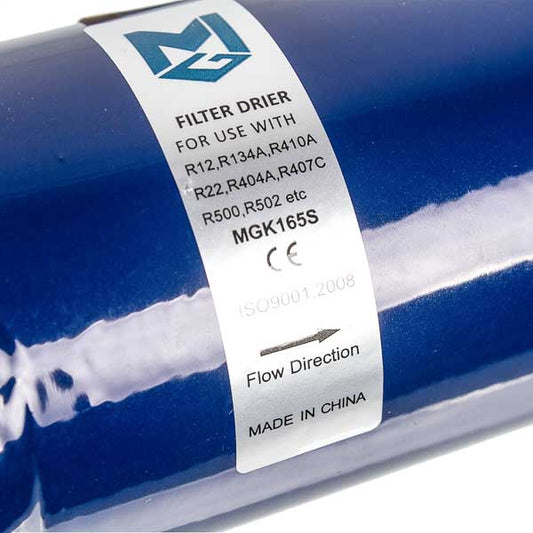 MG
FILTER DRIER
FOR USE WITH
R12,R134A,R410A
R22,R404A,R407C
R500,R502 etc
MGK165S
CE
ISO9001:2008
Flow Direction
MADE IN CHINA